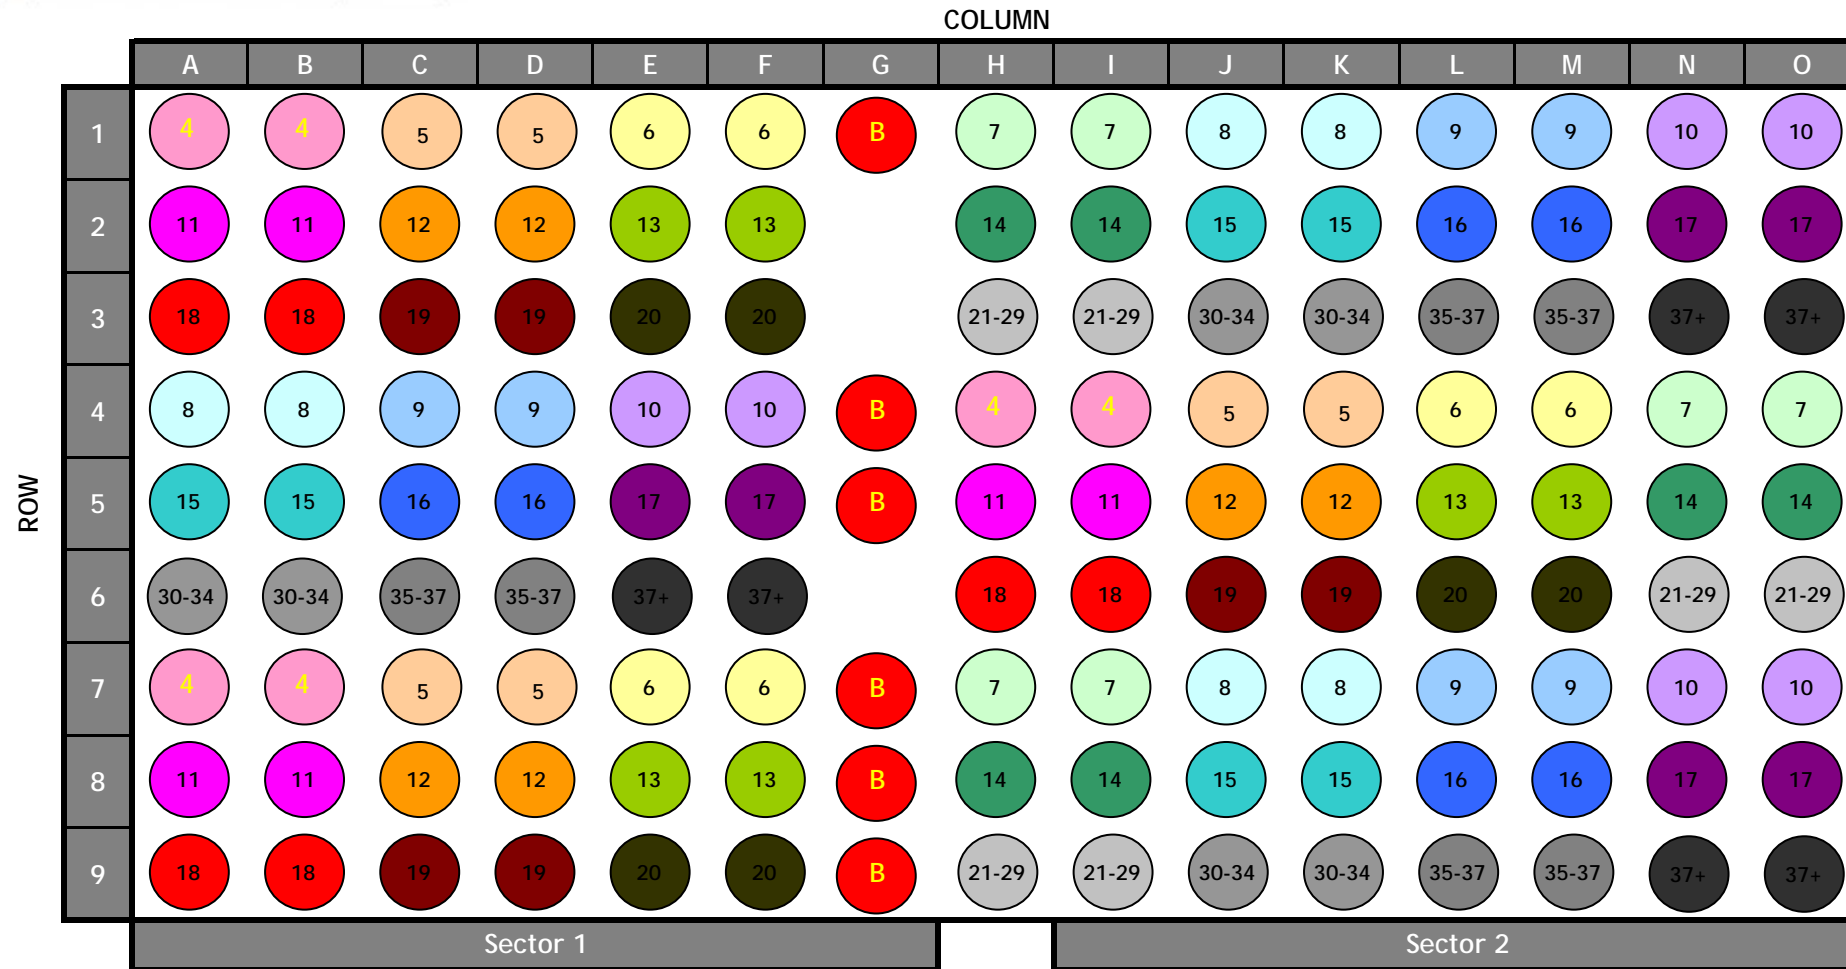 COLUMN
A B C D E F G H I J K L M N O
1 4 4 5 5 6 6 B 7 7 8 8 9 9 10 10
2 11 11 12 12 13 13 14 14 15 15 16 16 17 17
3 18 18 19 19 20 20 21-29 21-29 30-34 30-34 35-37 35-37 37+ 37+
4 8 8 9 9 10 10 B 4 4 5 5 6 6 7 7
ROW
5 15 15 16 16 17 17 B 11 11 12 12 13 13 14 14
6 30-34 30-34 35-37 35-37 37+ 37+ 18 18 19 19 20 20 21-29 21-29
7 4 4 5 5 6 6 B 7 7 8 8 9 9 10 10
8 11 11 12 12 13 13 B 14 14 15 15 16 16 17 17
9 18 18 19 19 20 20 B 21-29 21-29 30-34 30-34 35-37 35-37 37+ 37+
Sector 1 Sector 2